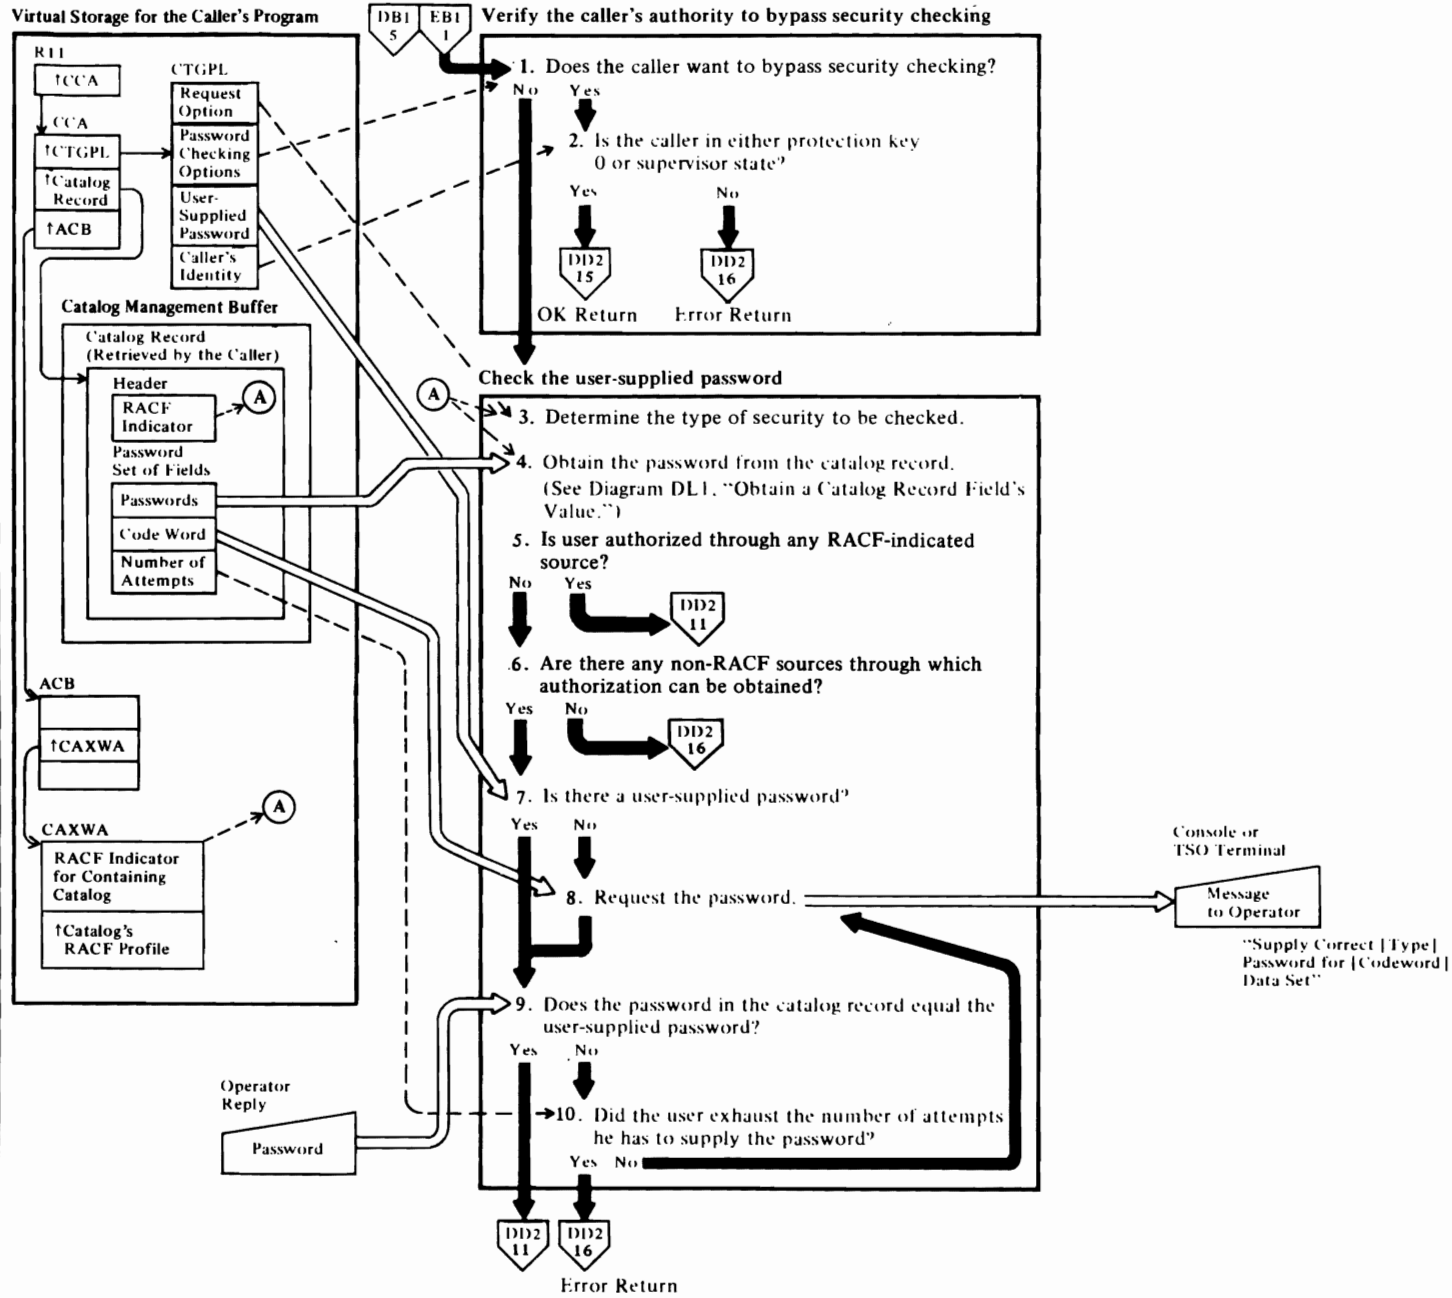 Virtual Storage for the Caller's Program
R11
↑CCA
CCA
↑CTGPL
↑Catalog
Record
↑ACB
CTGPL
Request
Option
Password
Checking
Options
User-
Supplied
Password
Caller's
Identity
Catalog Management Buffer
Catalog Record
(Retrieved by the Caller)
Header
RACF
Indicator
A
Password
Set of Fields
Passwords
Code Word
Number of
Attempts
ACB
↑CAXWA
A
CAXWA
RACF Indicator
for Containing
Catalog
↑Catalog's
RACF Profile
Operator
Reply
Password
DB1
5
EB1
1
Verify the caller's authority to bypass security checking
1. Does the caller want to bypass security checking?
No Yes
2. Is the caller in either protection key
0 or supervisor state?
Yes No
DD2
15
DD2
16
OK Return Error Return
Check the user-supplied password
A
3. Determine the type of security to be checked.
4. Obtain the password from the catalog record.
(See Diagram DL1, "Obtain a Catalog Record Field's
Value.")
5. Is user authorized through any RACF-indicated
source?
No Yes
DD2
11
6. Are there any non-RACF sources through which
authorization can be obtained?
Yes No
DD2
16
7. Is there a user-supplied password?
Yes No
8. Request the password.
9. Does the password in the catalog record equal the
user-supplied password?
Yes No
10. Did the user exhaust the number of attempts
he has to supply the password?
Yes No
DD2
11
DD2
16
Error Return
Console or
TSO Terminal
Message
to Operator
"Supply Correct |Type|
Password for |Codeword|
Data Set"